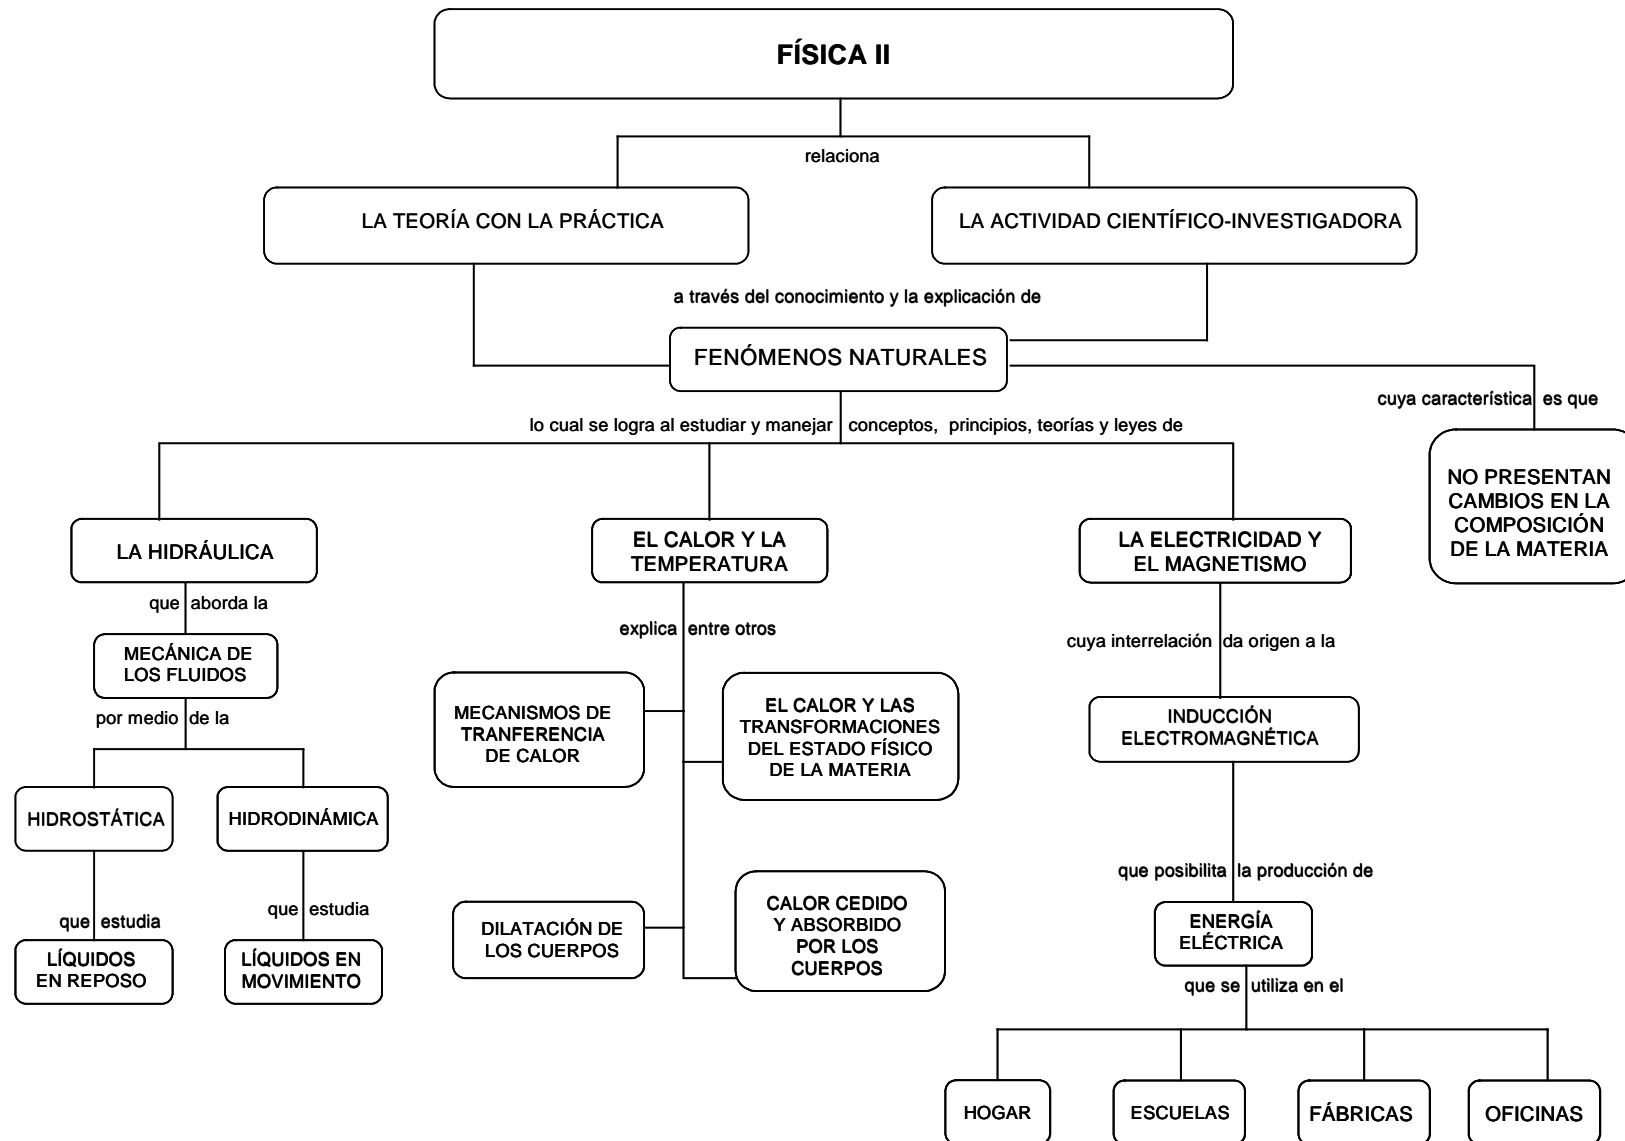 FÍSICA II
relaciona
LA TEORÍA CON LA PRÁCTICA
LA ACTIVIDAD CIENTÍFICO-INVESTIGADORA
a través del conocimiento y la explicación de
FENÓMENOS NATURALES
cuya característica es que
NO PRESENTAN
CAMBIOS EN LA
COMPOSICIÓN
DE LA MATERIA
lo cual se logra al estudiar y manejar conceptos, principios, teorías y leyes de
LA HIDRÁULICA
que aborda la
MECÁNICA DE
LOS FLUIDOS
por medio de la
HIDROSTÁTICA
que estudia
LÍQUIDOS
EN REPOSO
HIDRODINÁMICA
que estudia
LÍQUIDOS EN
MOVIMIENTO
EL CALOR Y LA
TEMPERATURA
explica entre otros
MECANISMOS DE
TRANFERENCIA
DE CALOR
EL CALOR Y LAS
TRANSFORMACIONES
DEL ESTADO FÍSICO
DE LA MATERIA
DILATACIÓN DE
LOS CUERPOS
CALOR CEDIDO
Y ABSORBIDO
POR LOS
CUERPOS
LA ELECTRICIDAD Y
EL MAGNETISMO
cuya interrelación da origen a la
INDUCCIÓN
ELECTROMAGNÉTICA
que posibilita la producción de
ENERGÍA
ELÉCTRICA
que se utiliza en el
HOGAR
ESCUELAS
FÁBRICAS
OFICINAS